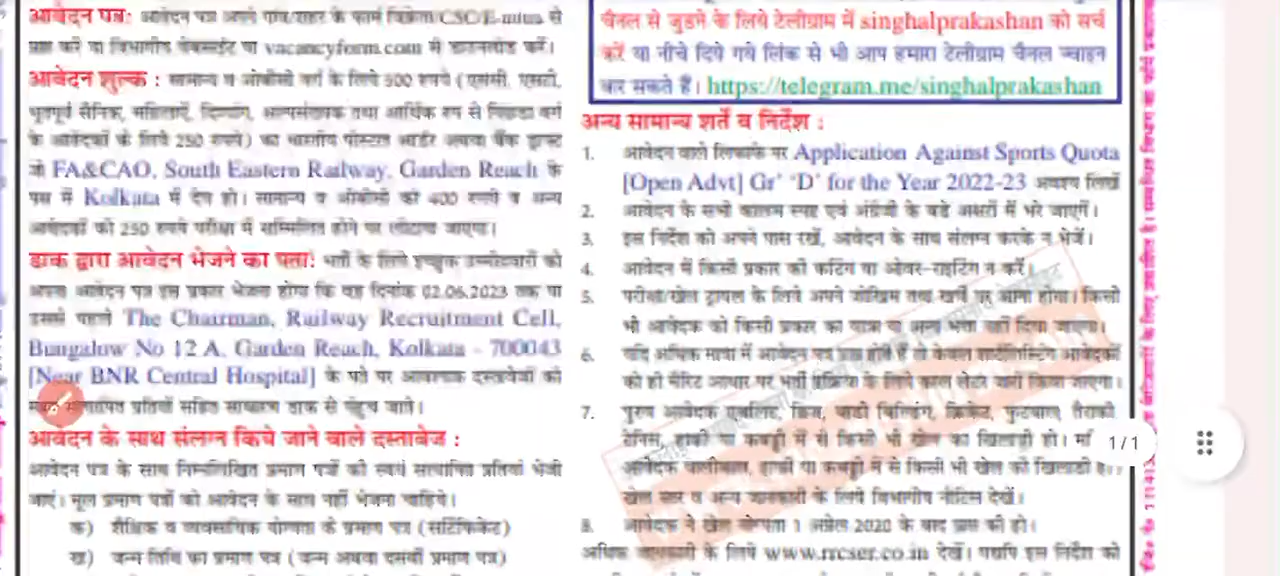 आवेदन पत्र: आवेदन पत्र अपने गांव/शहर के फार्म विक्रेता/CSC/E-mitra से
प्राप्त करें या विभागीय वेबसाईट या vacancyform.com से डाउनलोड करें।
आवेदन शुल्क : सामान्य व ओबीसी वर्ग के लिये 500 रुपये (एससी, एसटी,
भूतपूर्व सैनिक, महिलाऐं, दिव्यांग, अल्पसंख्यक तथा आर्थिक रुप से पिछडा वर्ग
के आवेदकों के लिये 250 रुपये) का भारतीय पोस्टल आर्डर अथवा बैंक ड्राफ्ट
जो FA&CAO, South Eastern Railway, Garden Reach के
पक्ष में Kolkata में देय हो। सामान्य व ओबीसी को 400 रुपये व अन्य
आवेदकों को 250 रुपये परीक्षा में सम्मिलित होने पर लौटाया जाएगा।
डाक द्वारा आवेदन भेजने का पता: भर्ती के लिये इच्छुक उम्मीदवारों को
अपना आवेदन पत्र इस प्रकार भेजना होगा कि वह दिनांक 02.06.2023 तक या
उससे पहले The Chairman, Railway Recruitment Cell,
Bungalow No 12 A, Garden Reach, Kolkata - 700043
[Near BNR Central Hospital] के पते पर आवश्यक दस्तावेजों की
प्रतियों सहित साधारण डाक से पंहुच जावे।
आवेदन के साथ संलग्न किये जाने वाले दस्तावेज :
आवेदन पत्र के साथ निम्नलिखित प्रमाण पत्रों की स्वयं सत्यापित प्रतियां भेजी
जाएं। मूल प्रमाण पत्रों को आवेदन के साथ नहीं भेजना चाहिये।
क) शैक्षिक व व्यवसायिक योग्यता के प्रमाण पत्र (सर्टिफिकेट)
ख) जन्म तिथि का प्रमाण पत्र (जन्म अथवा दसवीं प्रमाण पत्र)
चैनल से जुडने के लिये टेलीग्राम में singhalprakashan को सर्च
करें या नीचे दिये गये लिंक से भी आप हमारा टेलीग्राम चैनल ज्वाइन
कर सकते हैं। https://telegram.me/singhalprakashan
अन्य सामान्य शर्ते व निर्देश :
1. आवेदन वाले लिफाफे पर Application Against Sports Quota
[Open Advt] Gr' 'D' for the Year 2022-23 अवश्य लिखें
2. आवेदन के सभी कालम स्पष्ट एवं अंग्रेजी के बडे अक्षरों में भरे जाएगें।
3. इस निर्देश को अपने पास रखें, आवेदन के साथ संलग्न करके न भेजें।
4. आवेदन में किसी प्रकार की कटिंग या ओवर-राइटिंग न करें।
5. परीक्षा/खेल ट्रायल के लिये अपने जोखिम तथा खर्चे पर आना होगा। किसी
भी आवेदक को किसी प्रकार का यात्रा या अन्य भत्ता नहीं दिया जाएगा।
6. यदि अधिक मात्रा में आवेदन पत्र प्राप्त होते हैं तो केवल शार्टलिस्टिंग आवेदकों
को ही मैरिट आधार पर भर्ती प्रक्रिया के लिये काल लेटर जारी किया जाएगा।
7. पुरुष आवेदक एथलिट, ब्रिज, बाडी बिल्डिंग, क्रिकेट, फुटबाल, तैराकी
टेनिस, हाकी या कबड्डी में से किसी भी खेल का खिलाडी हो।
आवेदक वालीबाल, हाकी या कबड्डी में से किसी भी खेल की खिलाडी
खेल स्तर व अन्य जानकारी के लिये विभागीय नोटिस देखें।
8. आवेदक ने खेल योग्यता 1 अप्रेल 2020 के बाद प्राप्त की हो।
अधिक जानकारी के लिये www.rrcser.co.in देखें। यद्यपि इस निर्देश को
1/1